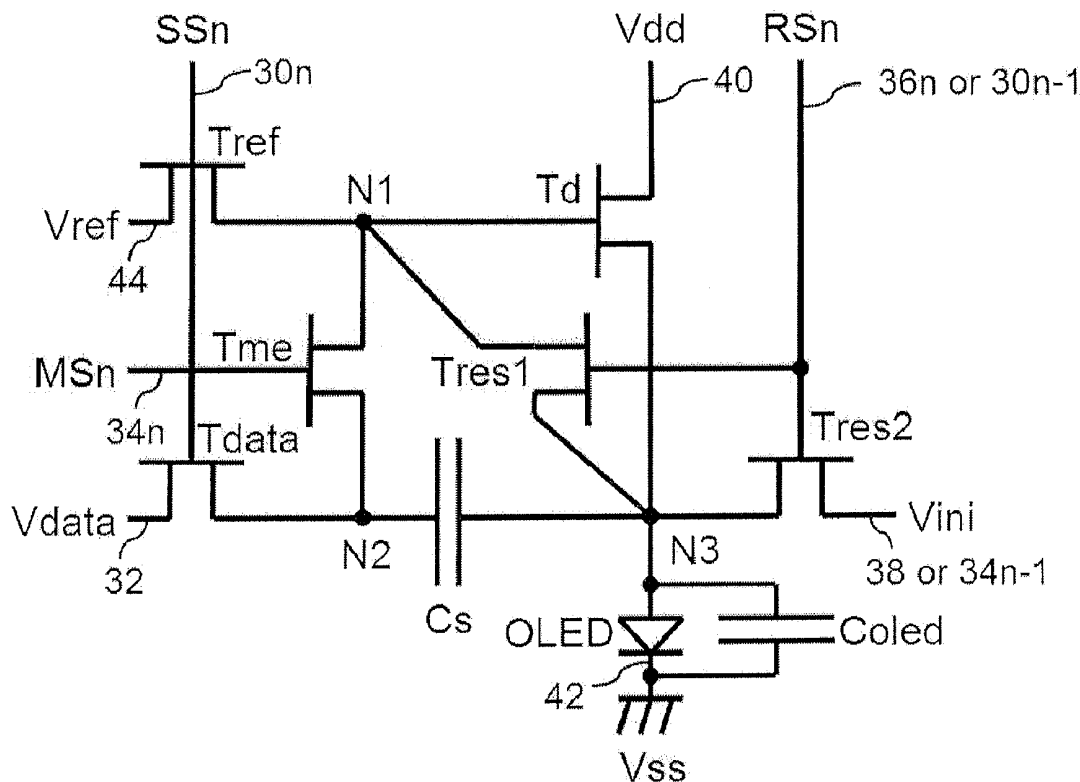 SSn
Vdd
RSn
30n
40
36n or 30n-1
Tref
N1
Td
Vref
44
Tme
Tres1
MSn
34n
Tdata
Tres2
Vdata
32
N2
N3
Vini
38 or 34n-1
Cs
OLED
Coled
42
Vss